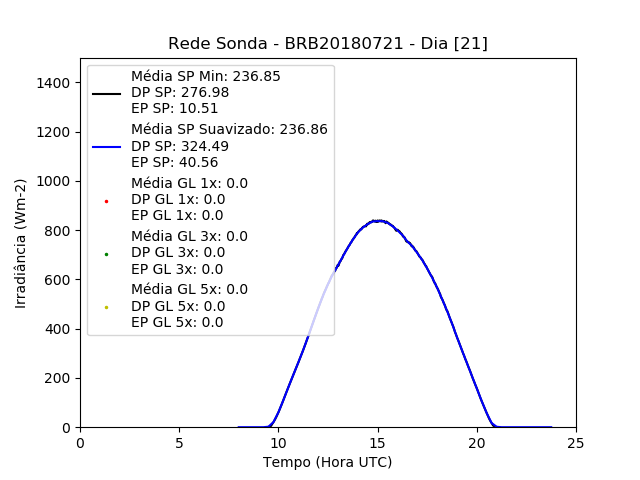 Rede Sonda - BRB20180721 - Dia [21]
Média SP Min: 236.85
DP SP: 276.98
EP SP: 10.51
Média SP Suavizado: 236.86
DP SP: 324.49
EP SP: 40.56
Média GL 1x: 0.0
DP GL 1x: 0.0
EP GL 1x: 0.0
Média GL 3x: 0.0
DP GL 3x: 0.0
EP GL 3x: 0.0
Média GL 5x: 0.0
DP GL 5x: 0.0
EP GL 5x: 0.0
Irradiância (Wm-2)
1400
1200
1000
800
600
400
200
0
0 5 10 15 20 25
Tempo (Hora UTC)